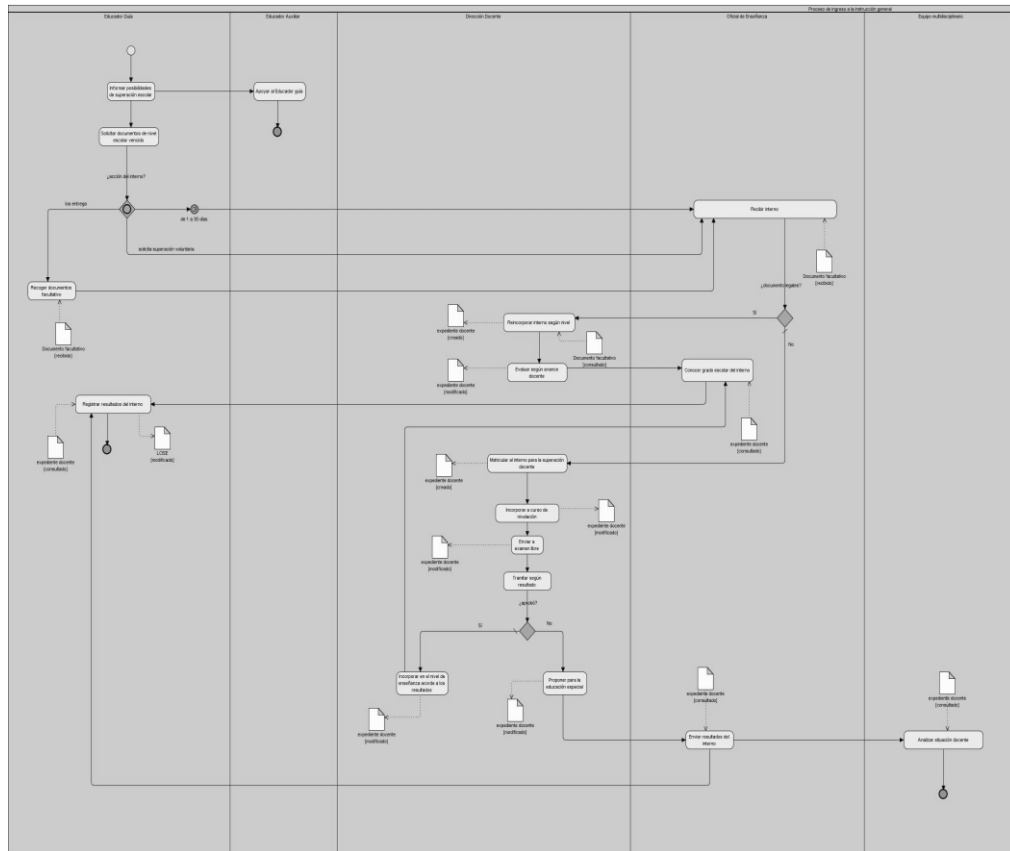 Proceso de ingreso a la instrucción general
Educador Guía
Educador Auxiliar
Dirección Docente
Oficial de Enseñanza
Equipo multidisciplinario
Informar posibilidades
de superación escolar
Apoyar al Educador guía
Solicitar documentos de nivel
escolar vencido
¿acción del interno?
los entrega
de 1 a 35 días
Recibir interno
solicita superación voluntaria
Documento facultativo
[recibido]
¿documento legales?
Recoger documentos
facultativo
Documento facultativo
[recibido]
Sí
No
expediente docente
[creado]
Reincorporar interno según nivel
Documento facultativo
[consultado]
expediente docente
[modificado]
Evaluar según avance
docente
Conocer grado escolar del interno
expediente docente
[consultado]
Registrar resultados del interno
expediente docente
[consultado]
LCSE
[modificado]
expediente docente
[creado]
Matricular al interno para la superación
docente
Incorporar a curso de
nivelación
expediente docente
[modificado]
expediente docente
[modificado]
Enviar a
examen libre
Tramitar según
resultado
¿aprobó?
Sí
No
Incorporar en el nivel de
enseñanza acorde a los
resultados
expediente docente
[modificado]
Proponer para la
educación especial
expediente docente
[modificado]
expediente docente
[consultado]
Enviar resultados del
interno
expediente docente
[consultado]
Analizar situación docente